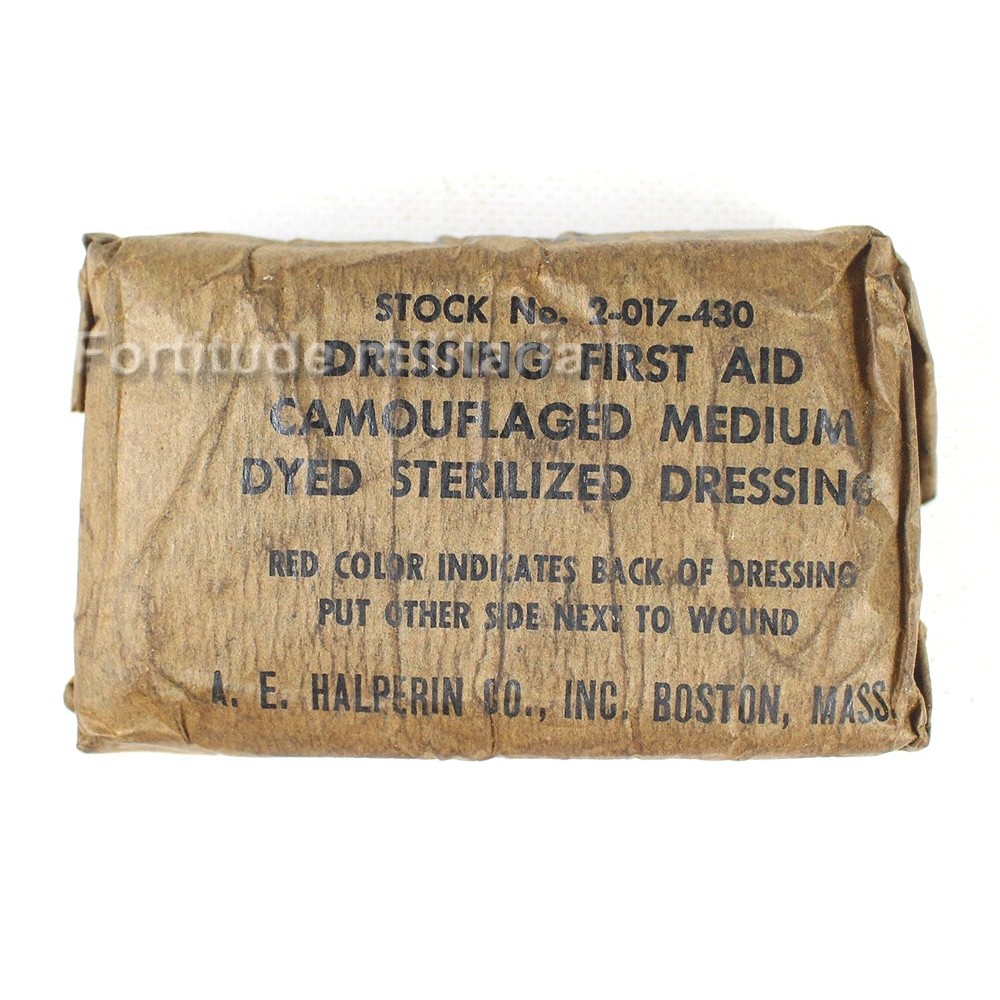 STOCK No. 2-017-430
DRESSING FIRST AID
CAMOUFLAGED MEDIUM
DYED STERILIZED DRESSING
RED COLOR INDICATES BACK OF DRESSING
PUT OTHER SIDE NEXT TO WOUND
A. E. HALPERIN CO., INC. BOSTON, MASS.
Fortitude